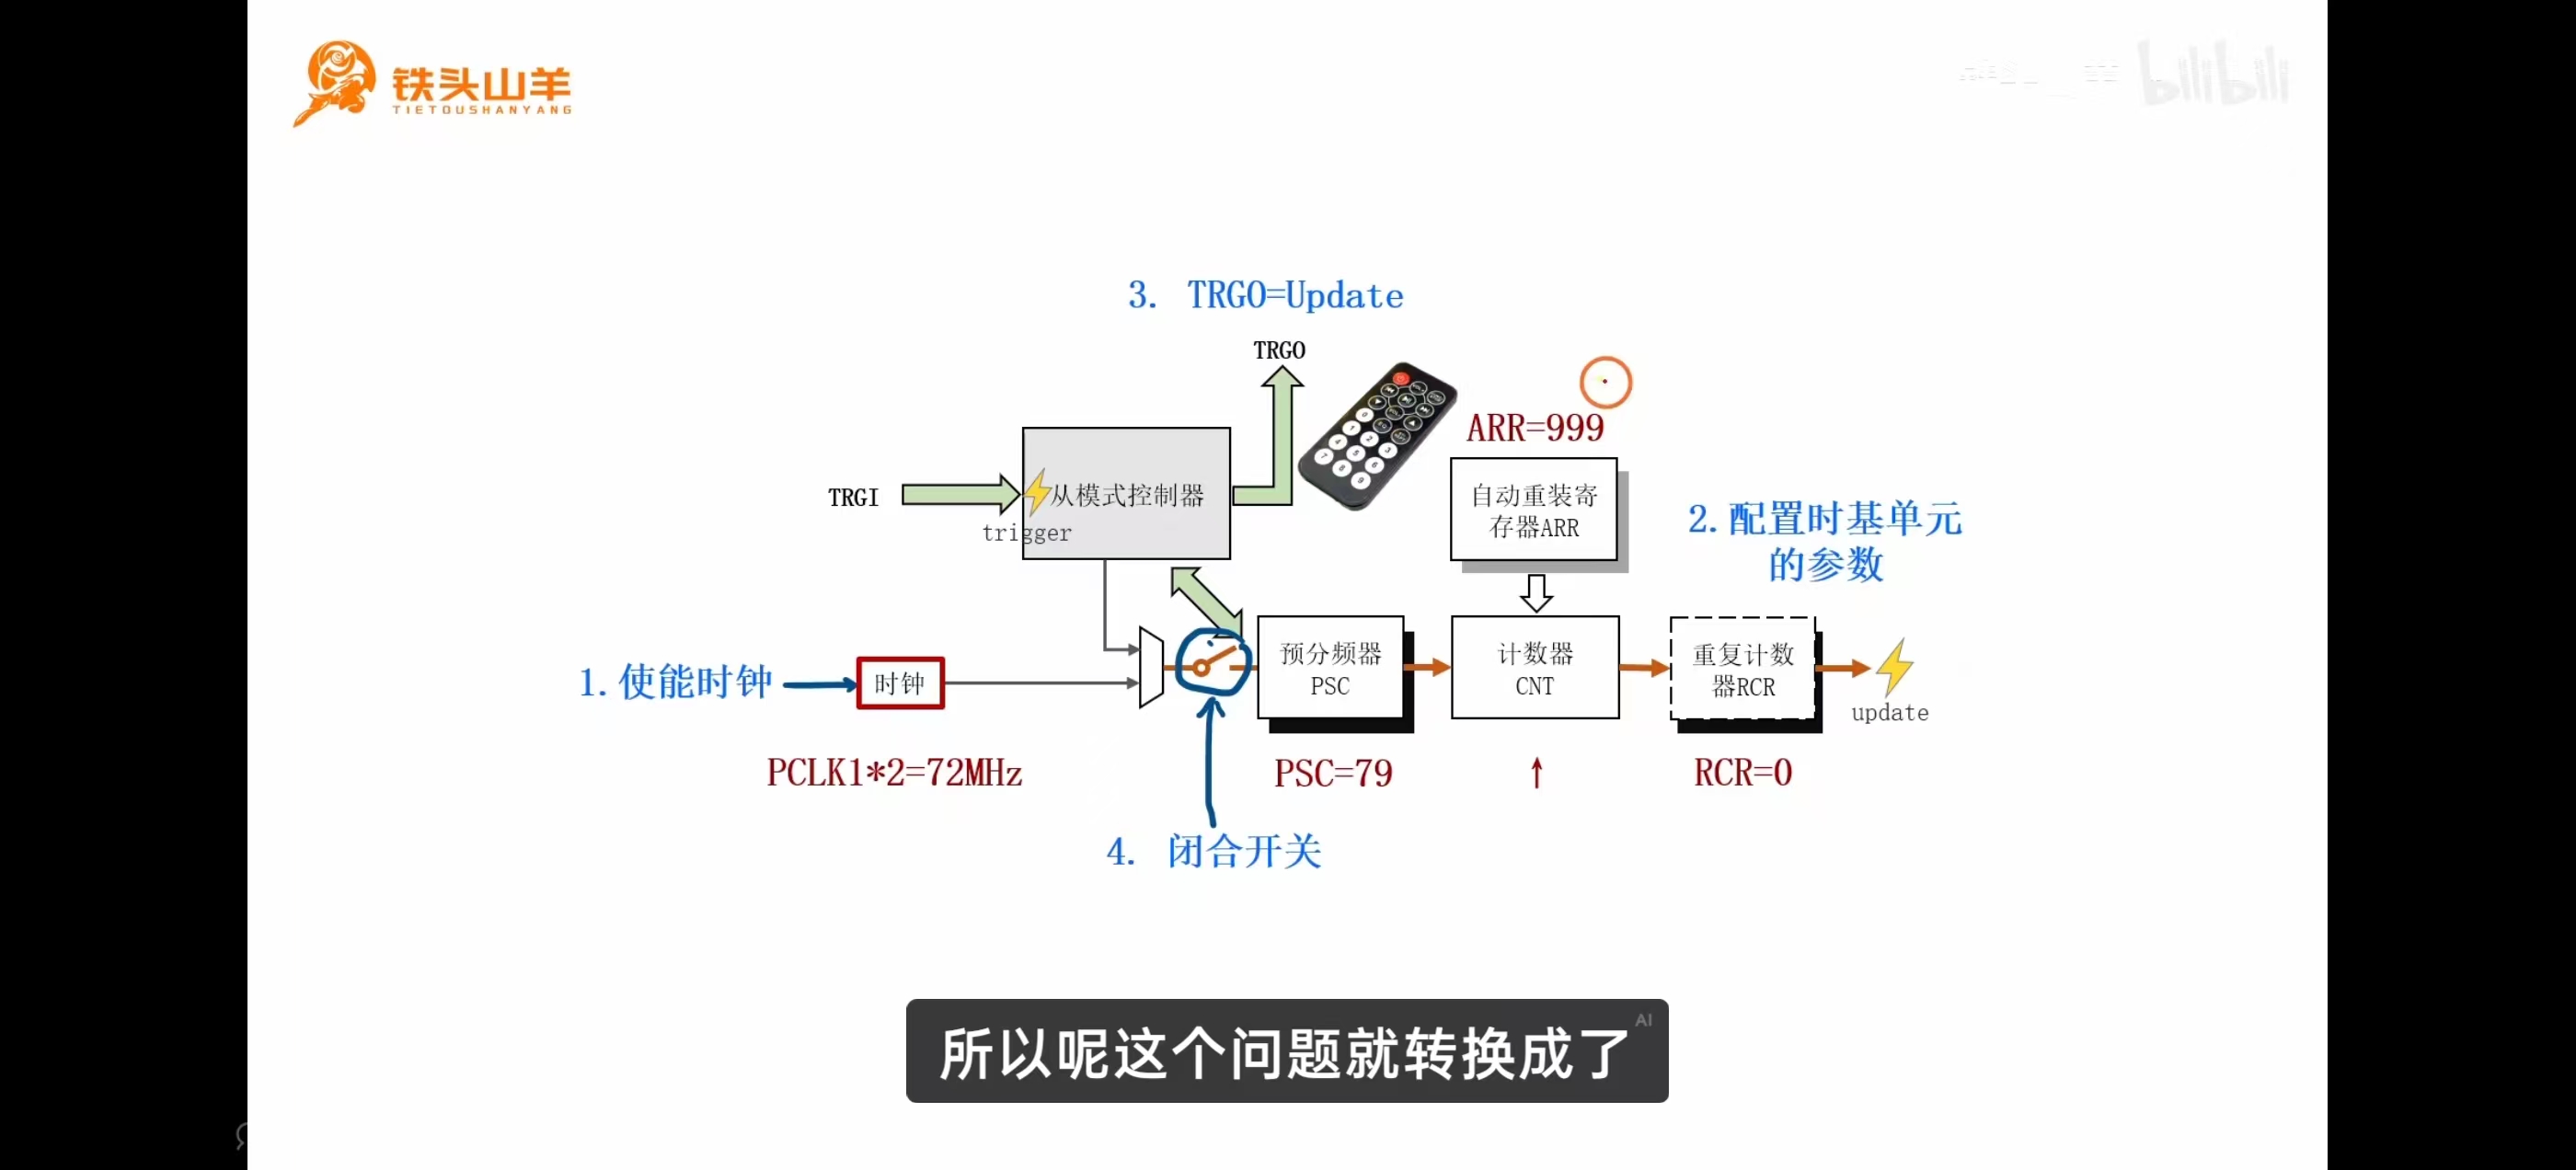 铁头山羊
TIETOUSHANYANG
bilibili
3. TRGO=Update
TRGO
ARR=999
TRGI
trigger
从模式控制器
自动重装寄
存器ARR
2.配置时基单元
的参数
1.使能时钟
时钟
预分频器
PSC
计数器
CNT
重复计数
器RCR
update
PCLK1*2=72MHz
PSC=79
↑
RCR=0
4. 闭合开关
所以呢这个问题就转换成了
AI